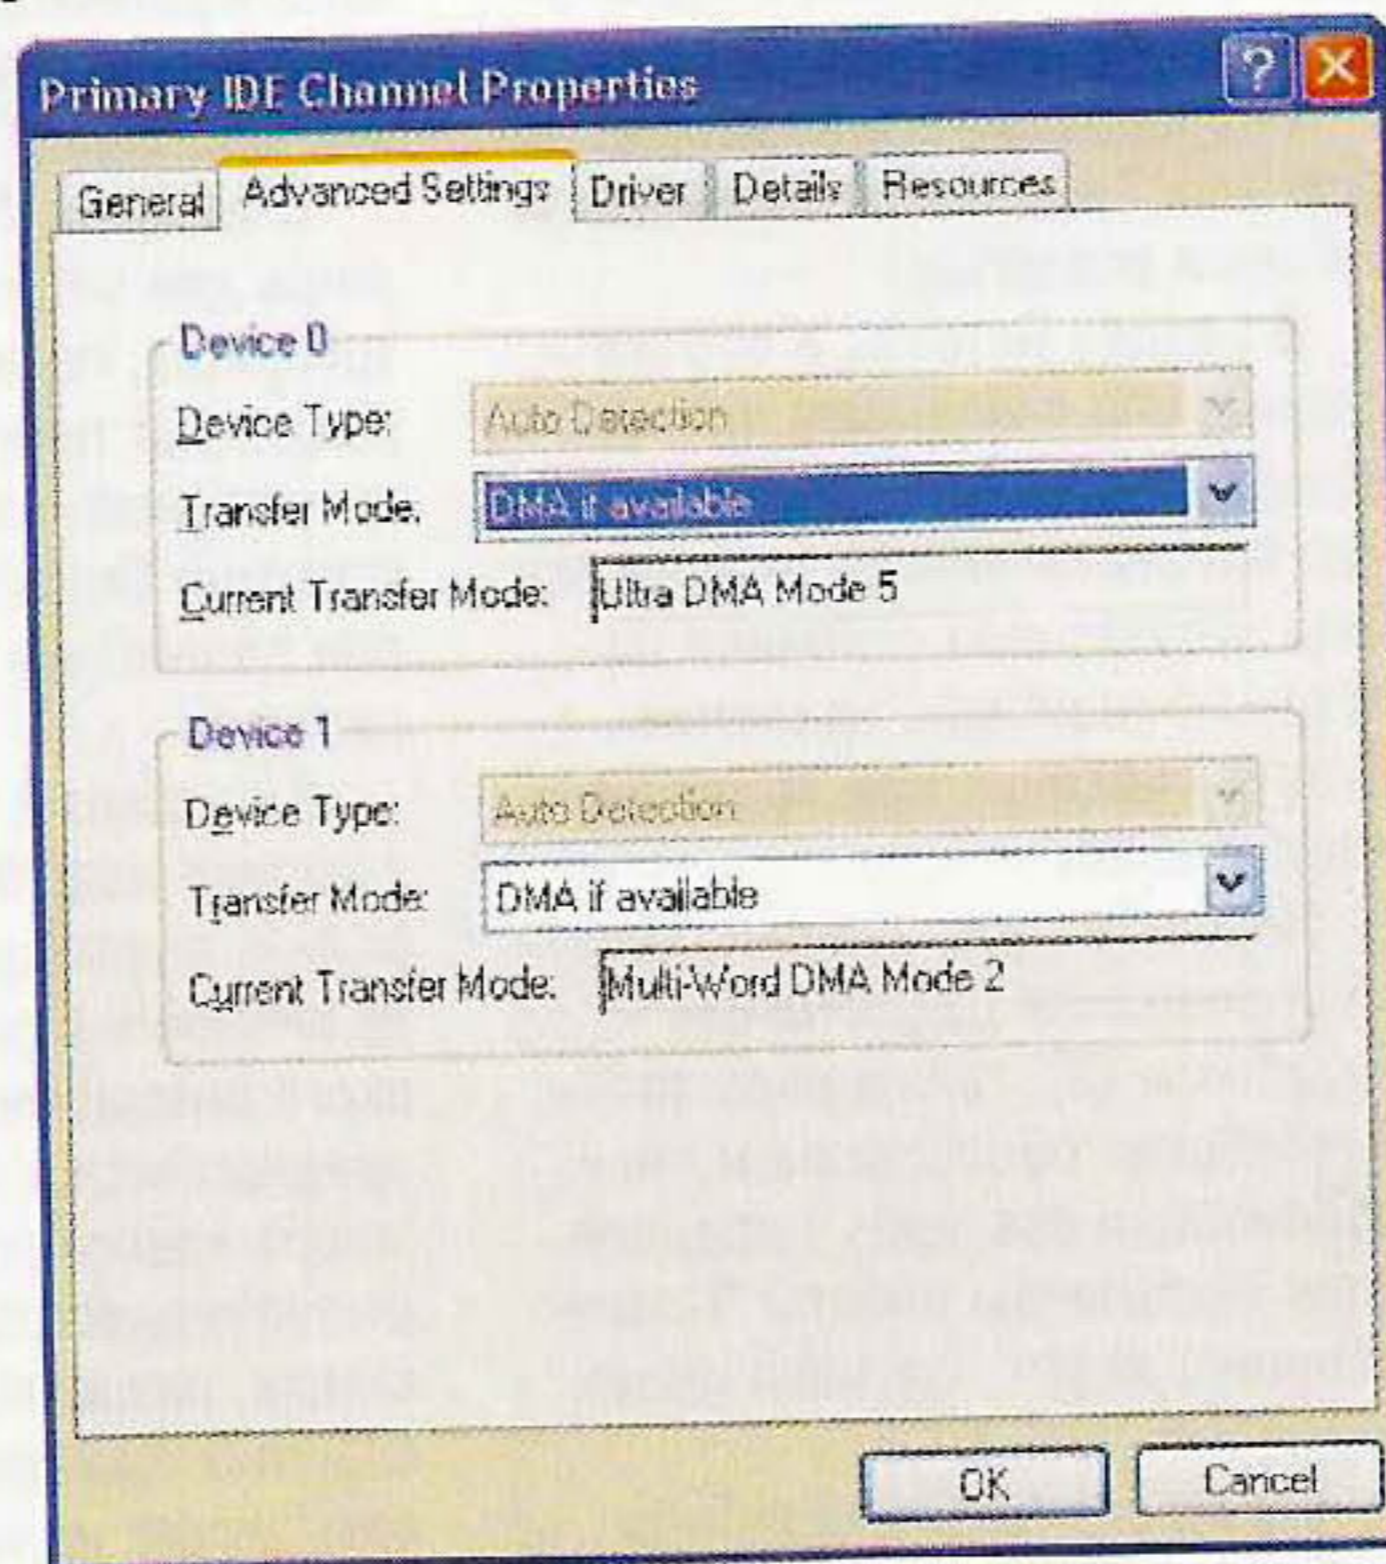 Primary IDE Channel Properties
General Advanced Settings Driver Details Resources
Device 0
Device Type: Auto Detection
Transfer Mode: DMA if available
Current Transfer Mode: Ultra DMA Mode 5
Device 1
Device Type: Auto Detection
Transfer Mode: DMA if available
Current Transfer Mode: Multi-Word DMA Mode 2
OK Cancel